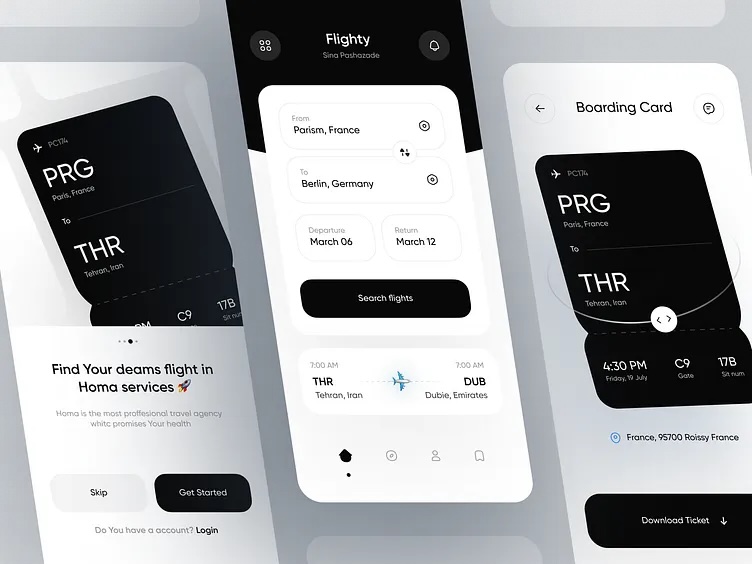 PC174
PRG
Paris, France
To
THR
Tehran, Iran
PM
C9
Gate
17B
Sit num
Find Your deams flight in
Homa services 🚀
Homa is the most proffesional travel agency
whitc promises Your health
Skip
Get Started
Do You have a account? Login
Flighty
Sina Pashazade
From
Parism, France
To
Berlin, Germany
Departure
March 06
Return
March 12
Search flights
7:00 AM
7:00 AM
THR
DUB
Tehran, Iran
Dubie, Emirates
Boarding Card
PC174
PRG
Paris, France
To
THR
Tehran, Iran
4:30 PM
C9
17B
Friday, 19 July
Gate
Sit num
France, 95700 Roissy France
Download Ticket